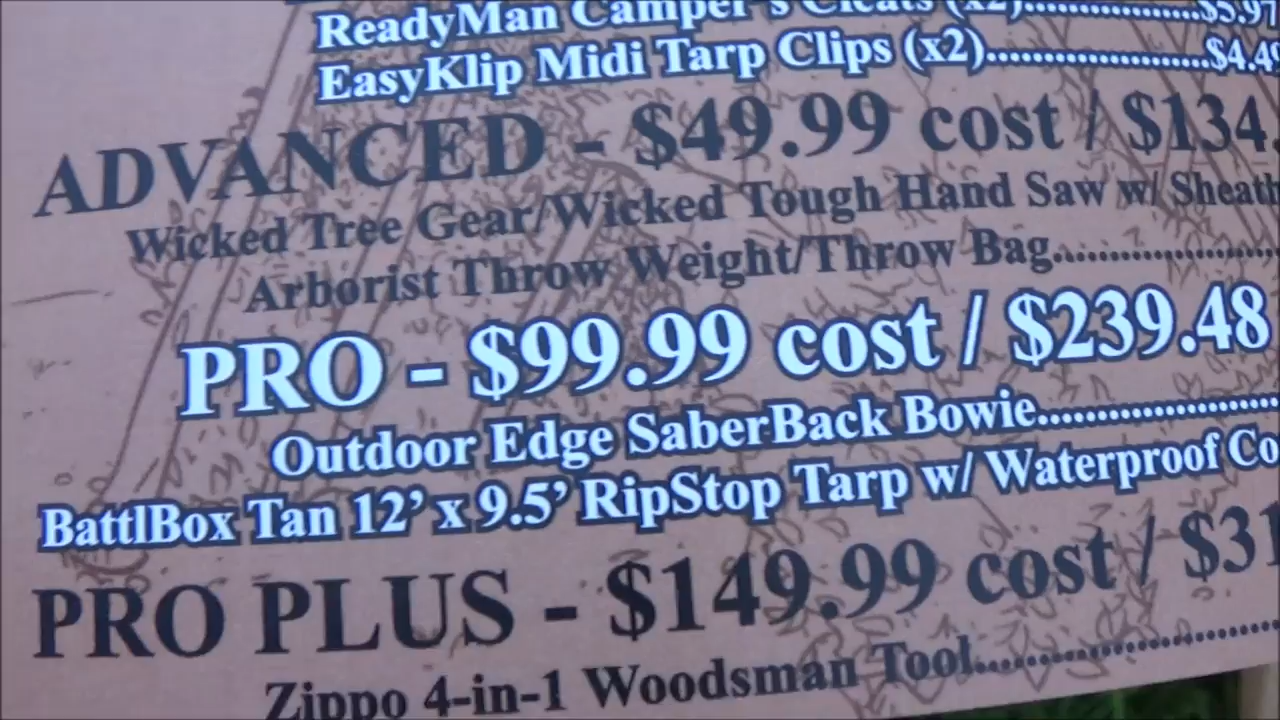 ReadyMan Camper's Cleats (x2)..............$5.97
EasyKlip Midi Tarp Clips (x2)..................$4.49
ADVANCED - $49.99 cost / $134.
Wicked Tree Gear/Wicked Tough Hand Saw w/ Sheath
Arborist Throw Weight/Throw Bag..................
PRO - $99.99 cost / $239.48
Outdoor Edge SaberBack Bowie........................
BattlBox Tan 12' x 9.5' RipStop Tarp w/ Waterproof Co
PRO PLUS - $149.99 cost / $31
Zippo 4-in-1 Woodsman Tool..............................